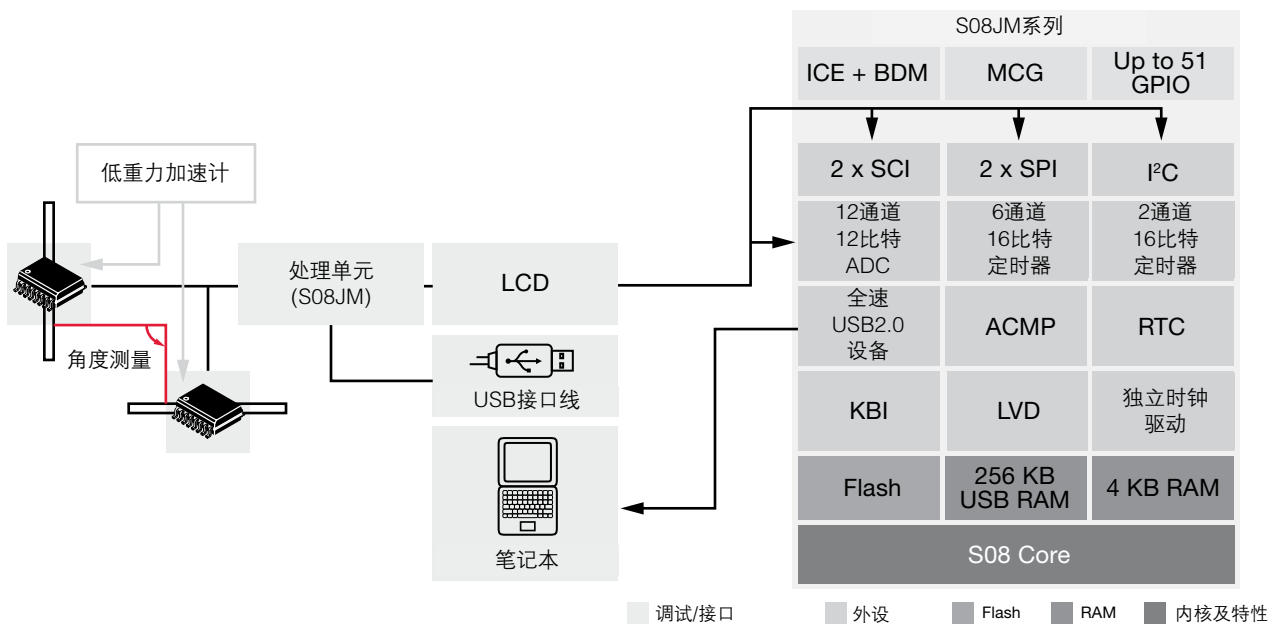 S08JM系列
ICE + BDM
MCG
Up to 51
GPIO
低重力加速计
2 x SCI
2 x SPI
I²C
12通道
12比特
ADC
6通道
16比特
定时器
2通道
16比特
定时器
处理单元
(S08JM)
LCD
全速
USB2.0
设备
ACMP
RTC
角度测量
USB接口线
KBI
LVD
独立时钟
驱动
Flash
256 KB
USB RAM
4 KB RAM
笔记本
S08 Core
调试/接口
外设
Flash
RAM
内核及特性